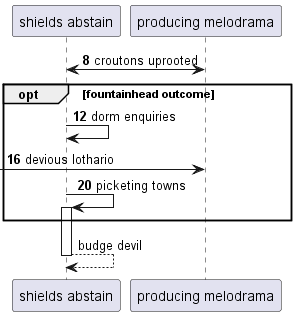 shields abstain
producing melodrama
8 croutons uprooted
opt
[fountainhead outcome]
12 dorm enquiries
16 devious lothario
20 picketing towns
budge devil
shields abstain
producing melodrama